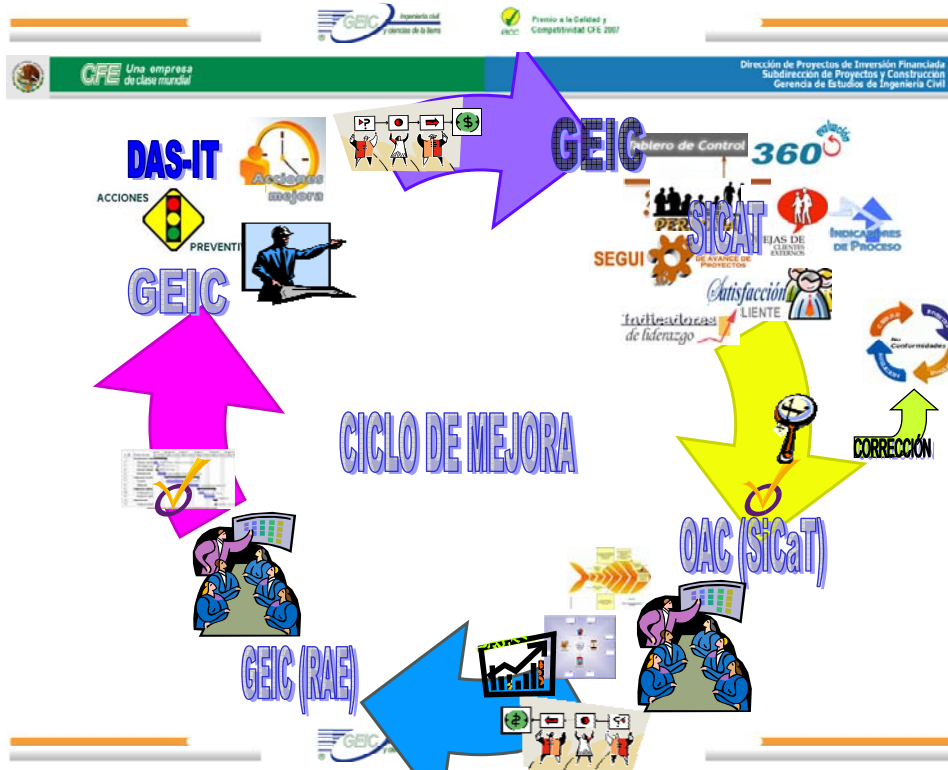 GEIC
Ingeniería civil
y ciencias de la tierra
Premio a la Calidad y
Competitividad CFE 2007
CFE Una empresa
de clase mundial
Dirección de Proyectos de Inversión Financiada
Subdirección de Proyectos y Construcción
Gerencia de Estudios de Ingeniería Civil
DAS-IT
Acciones
mejora
ACCIONES
PREVENTI
GEIC
GEIC
Tablero de Control
evaluación
360
SICAT
EJAS DE
CLIENTES
EXTERNOS
INDICADORES
DE PROCESO
SEGUI
DE AVANCE DE
PROYECTOS
Satisfacción
LIENTE
Indicadores
de liderazgo
Conformidades
CORRECCIÓN
CICLO DE MEJORA
OAC (SiCaT)
GEIC (RAE)
GEIC